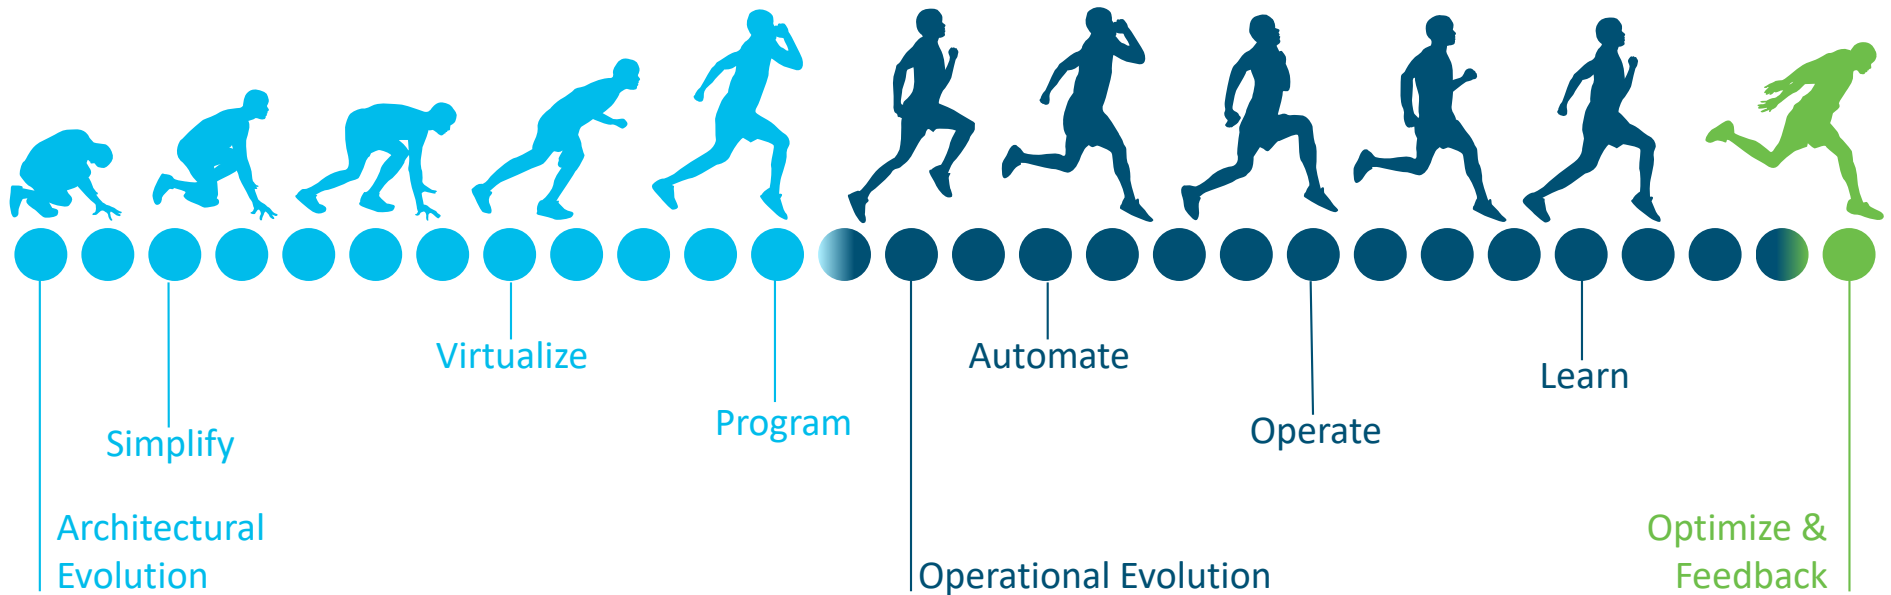 Virtualize
Automate
Learn
Program
Simplify
Operate
Architectural
Evolution
Operational Evolution
Optimize &
Feedback